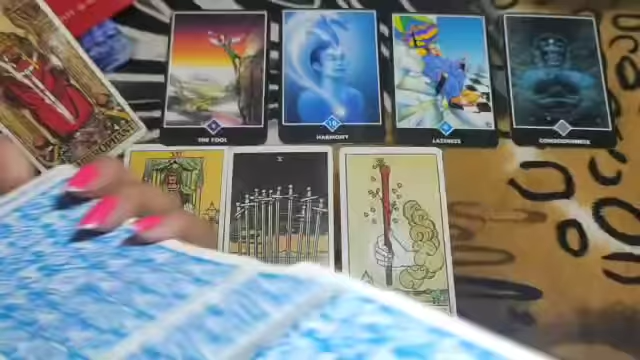 THE FOOL
HARMONY
LAZINESS
CONSCIOUSNESS
X